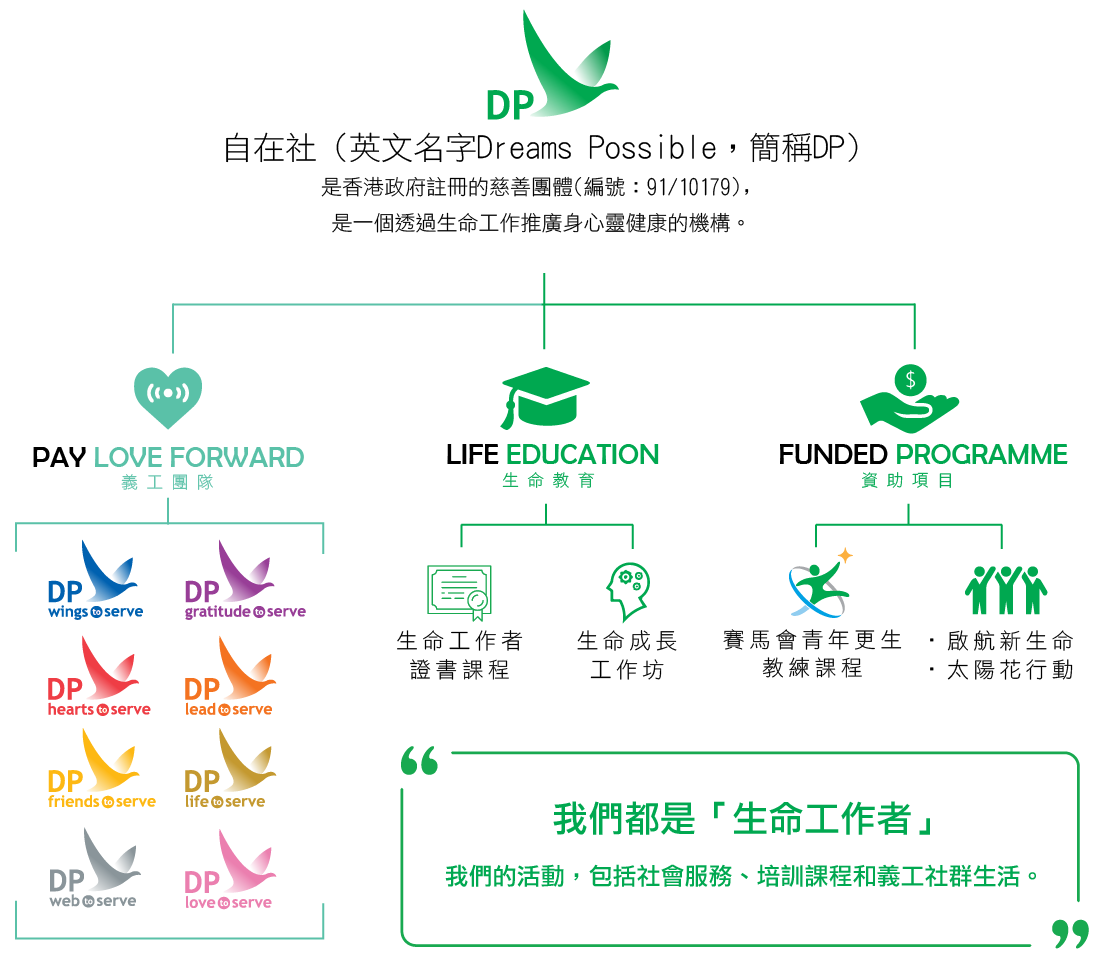 DP
自在社（英文名字Dreams Possible，簡稱DP）
是香港政府註冊的慈善團體(編號：91/10179)，
是一個透過生命工作推廣身心靈健康的機構。
PAY LOVE FORWARD
義工團隊
DP
wings to serve
DP
gratitude to serve
DP
hearts to serve
DP
lead to serve
DP
friends to serve
DP
life to serve
DP
web to serve
DP
love to serve
LIFE EDUCATION
生命教育
生命工作者
證書課程
生命成長
工作坊
$
FUNDED PROGRAMME
資助項目
賽馬會青年更生
教練課程
・啟航新生命
・太陽花行動
❝
我們都是「生命工作者」
我們的活動，包括社會服務、培訓課程和義工社群生活。
❞